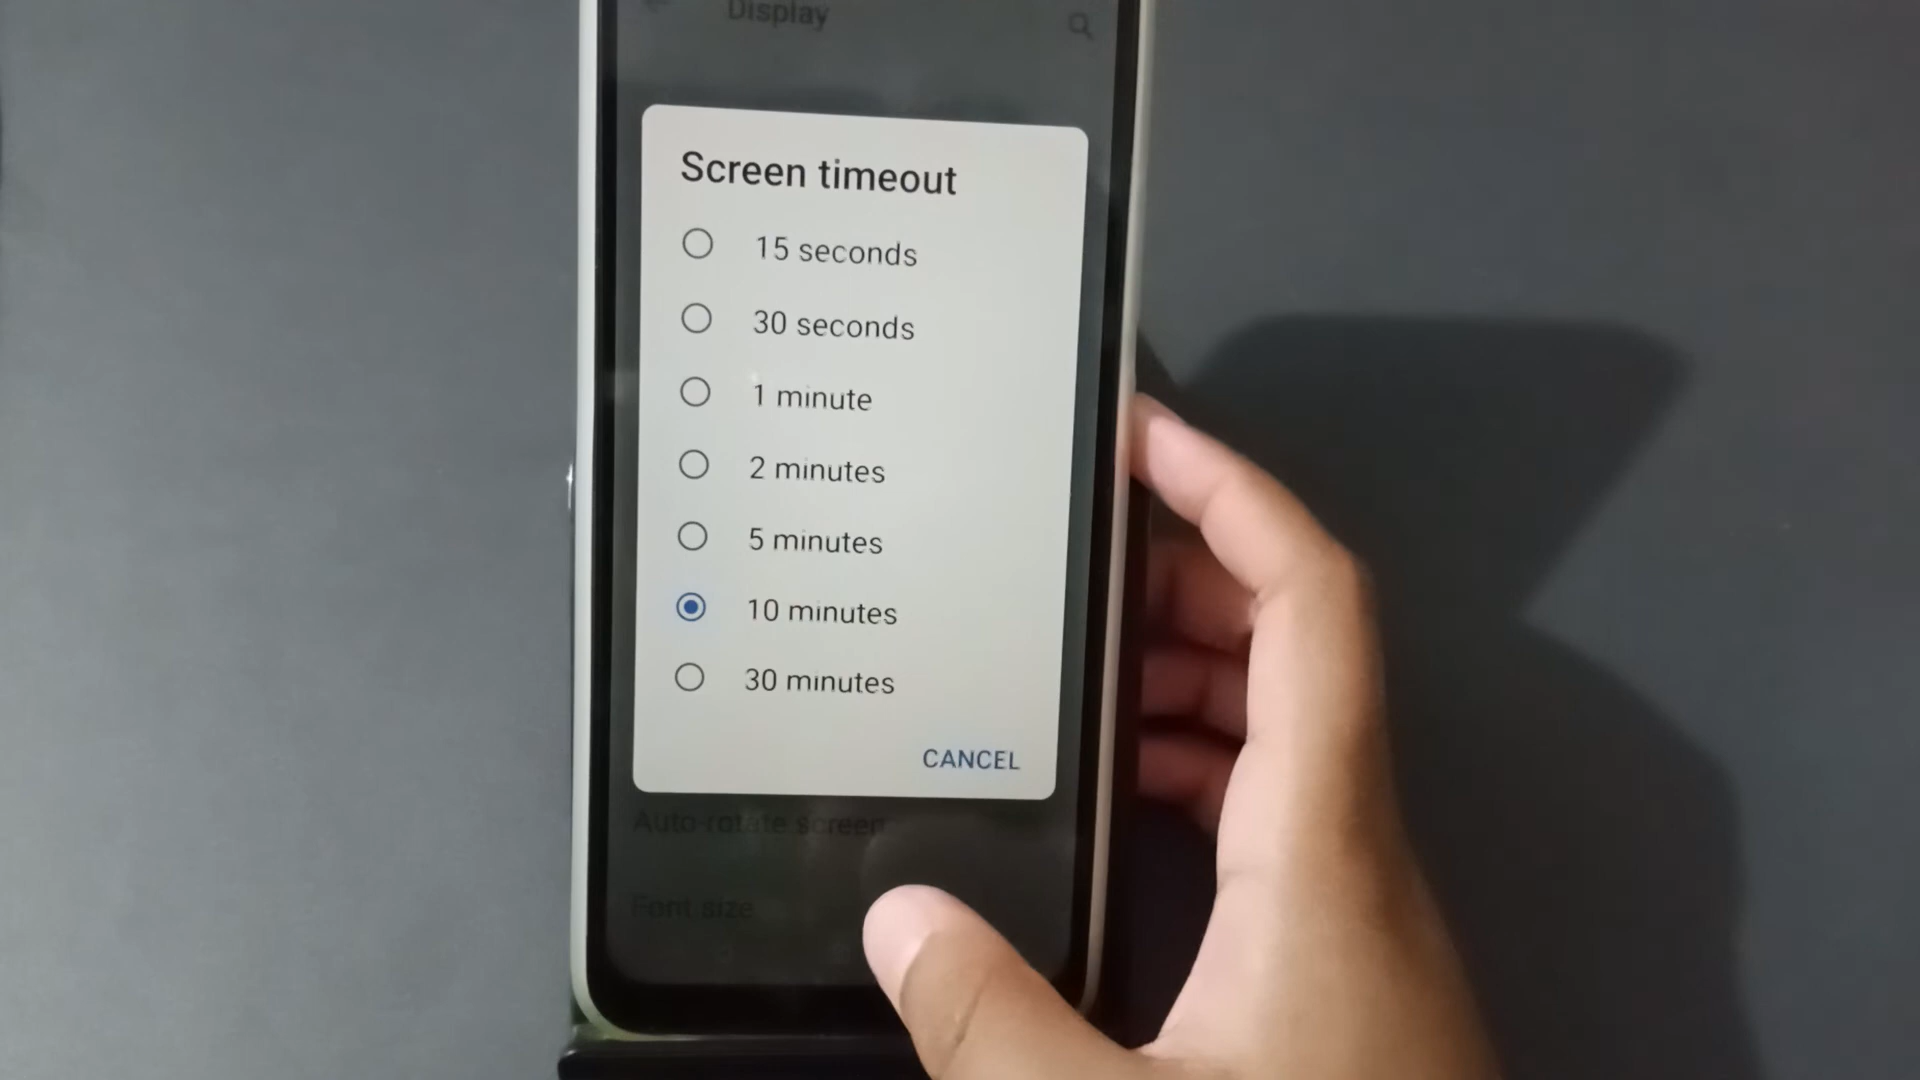 Display
Screen timeout
15 seconds
30 seconds
1 minute
2 minutes
5 minutes
10 minutes
30 minutes
CANCEL
Auto-rotate screen
Font size